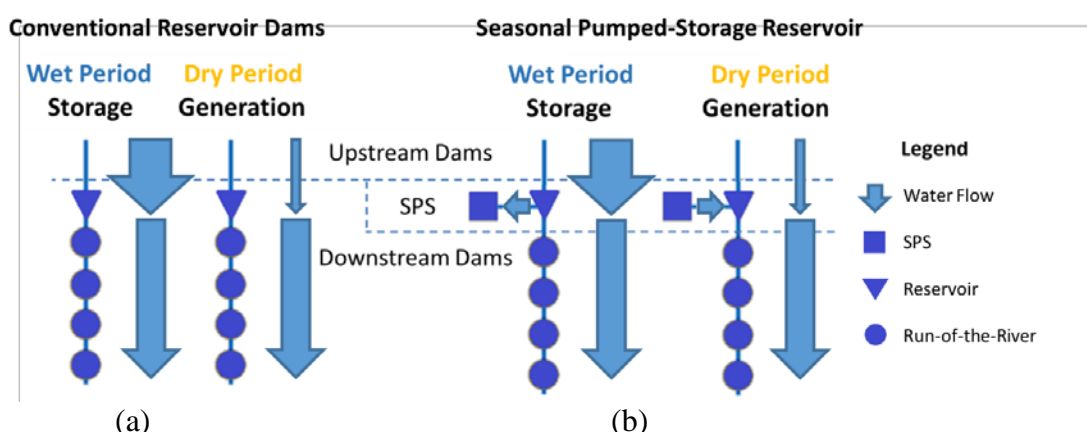 Conventional Reservoir Dams
Seasonal Pumped-Storage Reservoir
Wet Period
Storage
Dry Period
Generation
Wet Period
Storage
Dry Period
Generation
Upstream Dams
SPS
Downstream Dams
Legend
Water Flow
SPS
Reservoir
Run-of-the-River
(a)
(b)